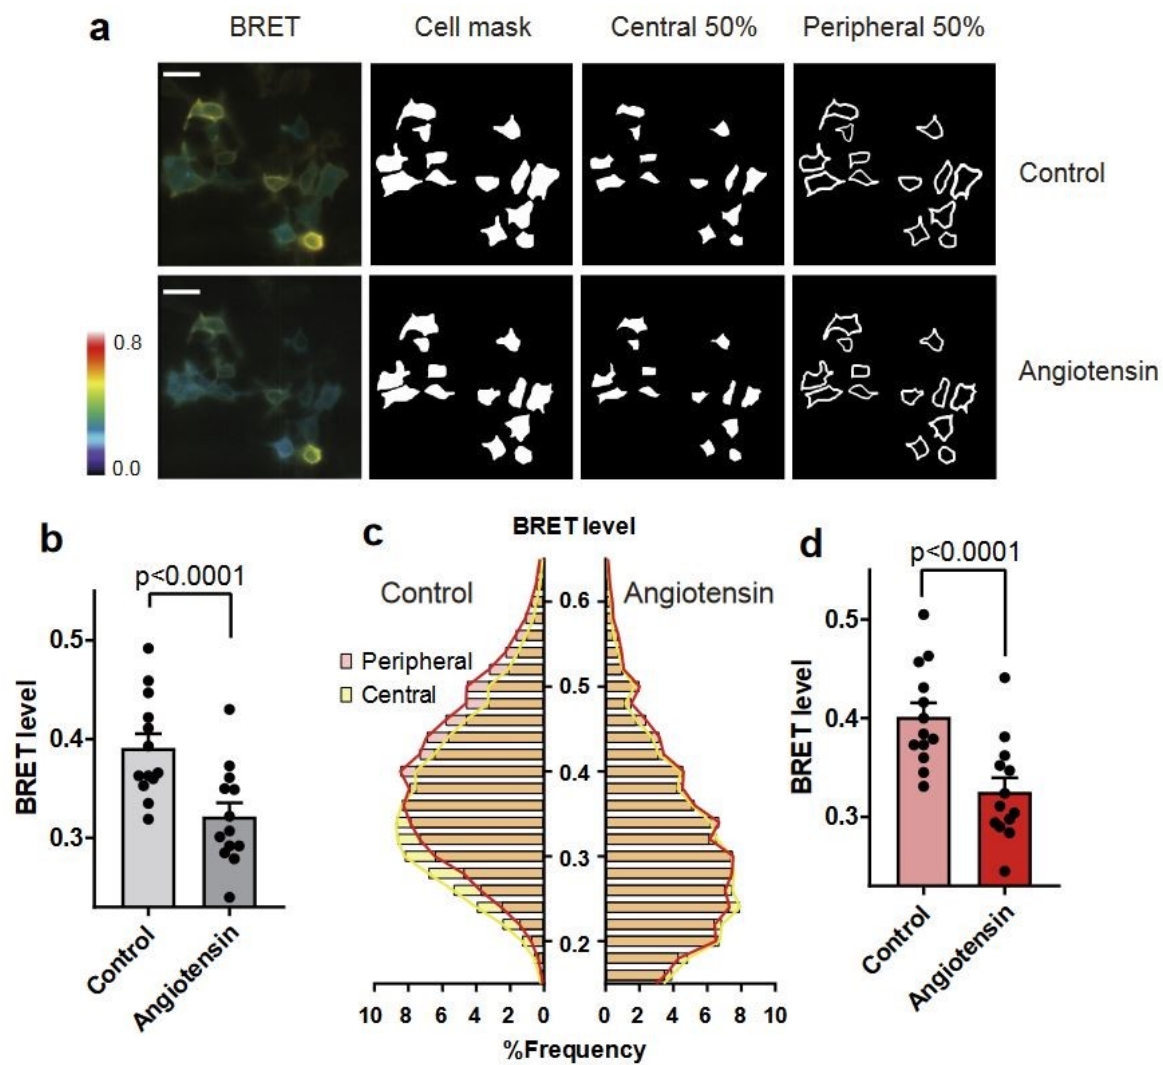 a
BRET Cell mask Central 50% Peripheral 50%
Control
0.8
0.0
Angiotensin
b
p<0.0001
BRET level
0.5
0.4
0.3
Control
Angiotensin
c
BRET level
Control
Angiotensin
Peripheral
Central
0.6
0.5
0.4
0.3
0.2
10 8 6 4 2 0 0 2 4 6 8 10
%Frequency
d
p<0.0001
BRET level
0.5
0.4
0.3
Control
Angiotensin